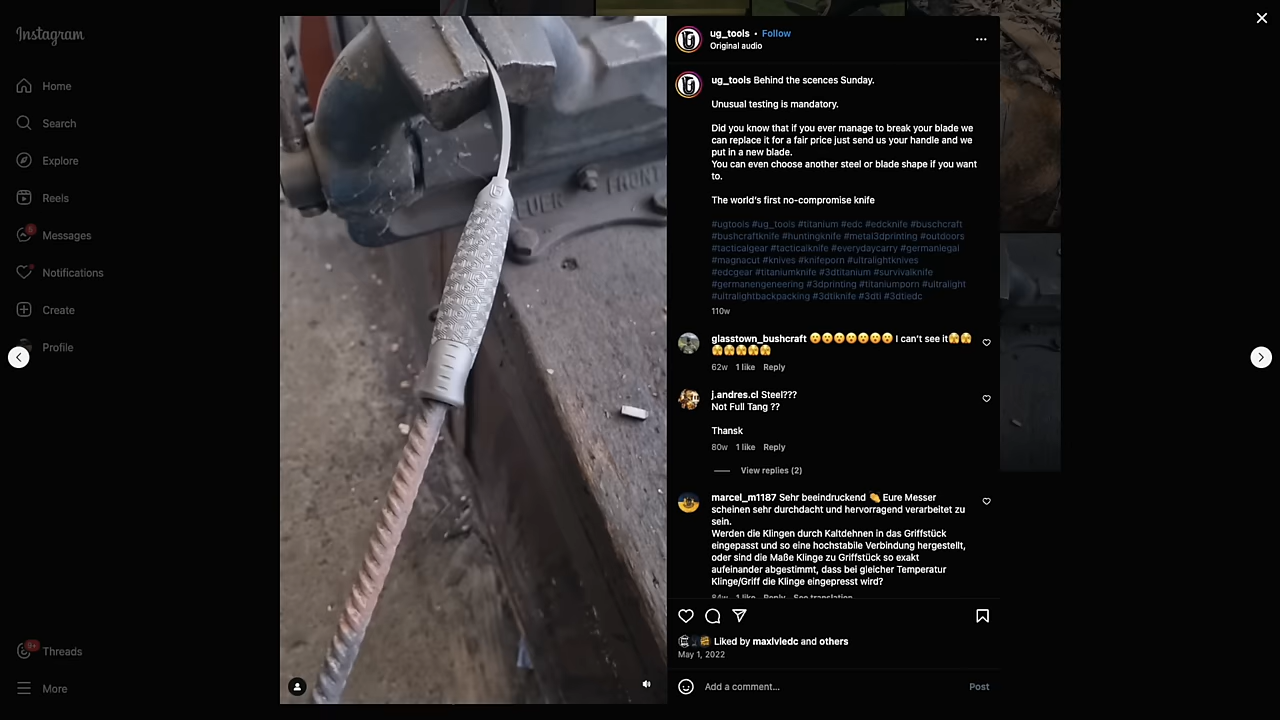 Instagram
Home
Search
Explore
Reels
5
Messages
Notifications
Create
Profile
9+
Threads
More
FRONT
ug_tools • Follow
Original audio
ug_tools Behind the scences Sunday.
Unusual testing is mandatory.
Did you know that if you ever manage to break your blade we
can replace it for a fair price just send us your handle and we
put in a new blade.
You can even choose another steel or blade shape if you want
to.
The world's first no-compromise knife
#ugtools #ug_tools #titanium #edc #edcknife #buschcraft
#bushcraftknife #huntingknife #metal3dprinting #outdoors
#tacticalgear #tacticalknife #everydaycarry #germanlegal
#magnacut #knives #knifeporn #ultralightknives
#edcgear #titaniumknife #3dtitanium #survivalknife
#germanengeneering #3dprinting #titaniumporn #ultralight
#ultralightbackpacking #3dtiknife #3dti #3dtiedc
110w
glasstown_bushcraft 😮😮😮😮😮😮😮 I can't see it🫣🫣
🫣🫣🫣🫣🫣
62w 1 like Reply
j.andres.cl Steel???
Not Full Tang ??
Thansk
80w 1 like Reply
View replies (2)
marcel_m1187 Sehr beeindruckend 👏 Eure Messer
scheinen sehr durchdacht und hervorragend verarbeitet zu
sein.
Werden die Klingen durch Kaltdehnen in das Griffstück
eingepasst und so eine hochstabile Verbindung hergestellt,
oder sind die Maße Klinge zu Griffstück so exakt
aufeinander abgestimmt, dass bei gleicher Temperatur
Klinge/Griff die Klinge eingepresst wird?
84w 1 like Reply See translation
Liked by maxlvledc and others
May 1, 2022
Add a comment...
Post